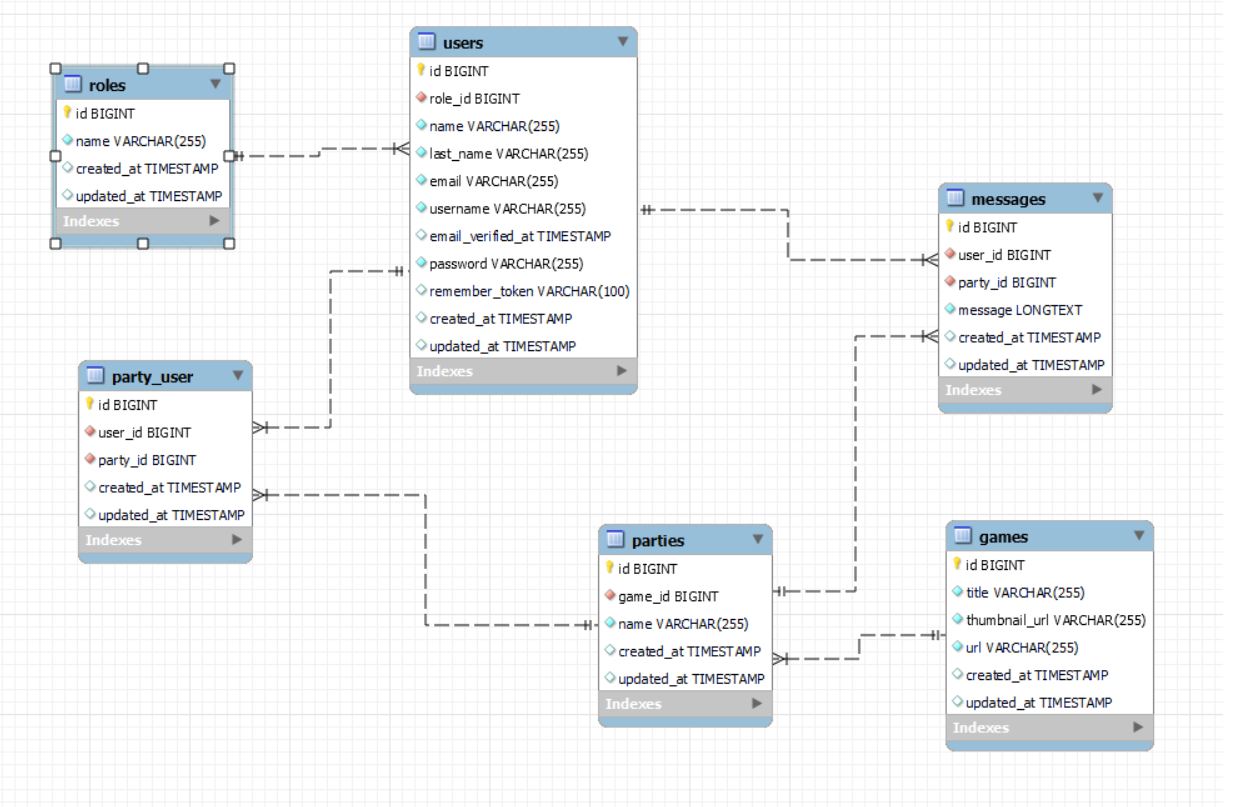 roles
id BIGINT
name VARCHAR(255)
created_at TIMESTAMP
updated_at TIMESTAMP
Indexes
users
id BIGINT
role_id BIGINT
name VARCHAR(255)
last_name VARCHAR(255)
email VARCHAR(255)
username VARCHAR(255)
email_verified_at TIMESTAMP
password VARCHAR(255)
remember_token VARCHAR(100)
created_at TIMESTAMP
updated_at TIMESTAMP
Indexes
messages
id BIGINT
user_id BIGINT
party_id BIGINT
message LONGTEXT
created_at TIMESTAMP
updated_at TIMESTAMP
Indexes
party_user
id BIGINT
user_id BIGINT
party_id BIGINT
created_at TIMESTAMP
updated_at TIMESTAMP
Indexes
parties
id BIGINT
game_id BIGINT
name VARCHAR(255)
created_at TIMESTAMP
updated_at TIMESTAMP
Indexes
games
id BIGINT
title VARCHAR(255)
thumbnail_url VARCHAR(255)
url VARCHAR(255)
created_at TIMESTAMP
updated_at TIMESTAMP
Indexes